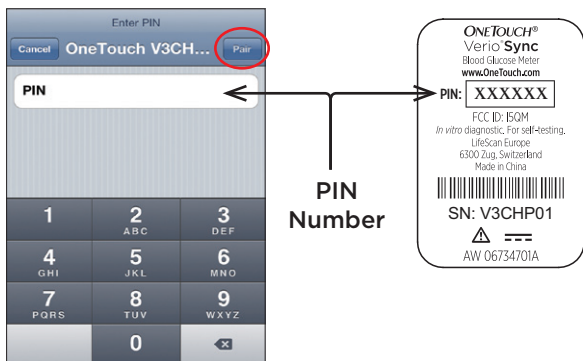 Enter PIN
Cancel
OneTouch V3CH...
Pair
PIN
1
2
ABC
3
DEF
4
GHI
5
JKL
6
MNO
7
PQRS
8
TUV
9
WXYZ
0
PIN
Number
ONETOUCH®
Verio®Sync
Blood Glucose Meter
www.OneTouch.com
PIN: XXXXXX
FCC ID: I5QM
In vitro diagnostic. For self-testing.
LifeScan Europe
6300 Zug, Switzerland
Made in China
SN: V3CHP01
AW 06734701A